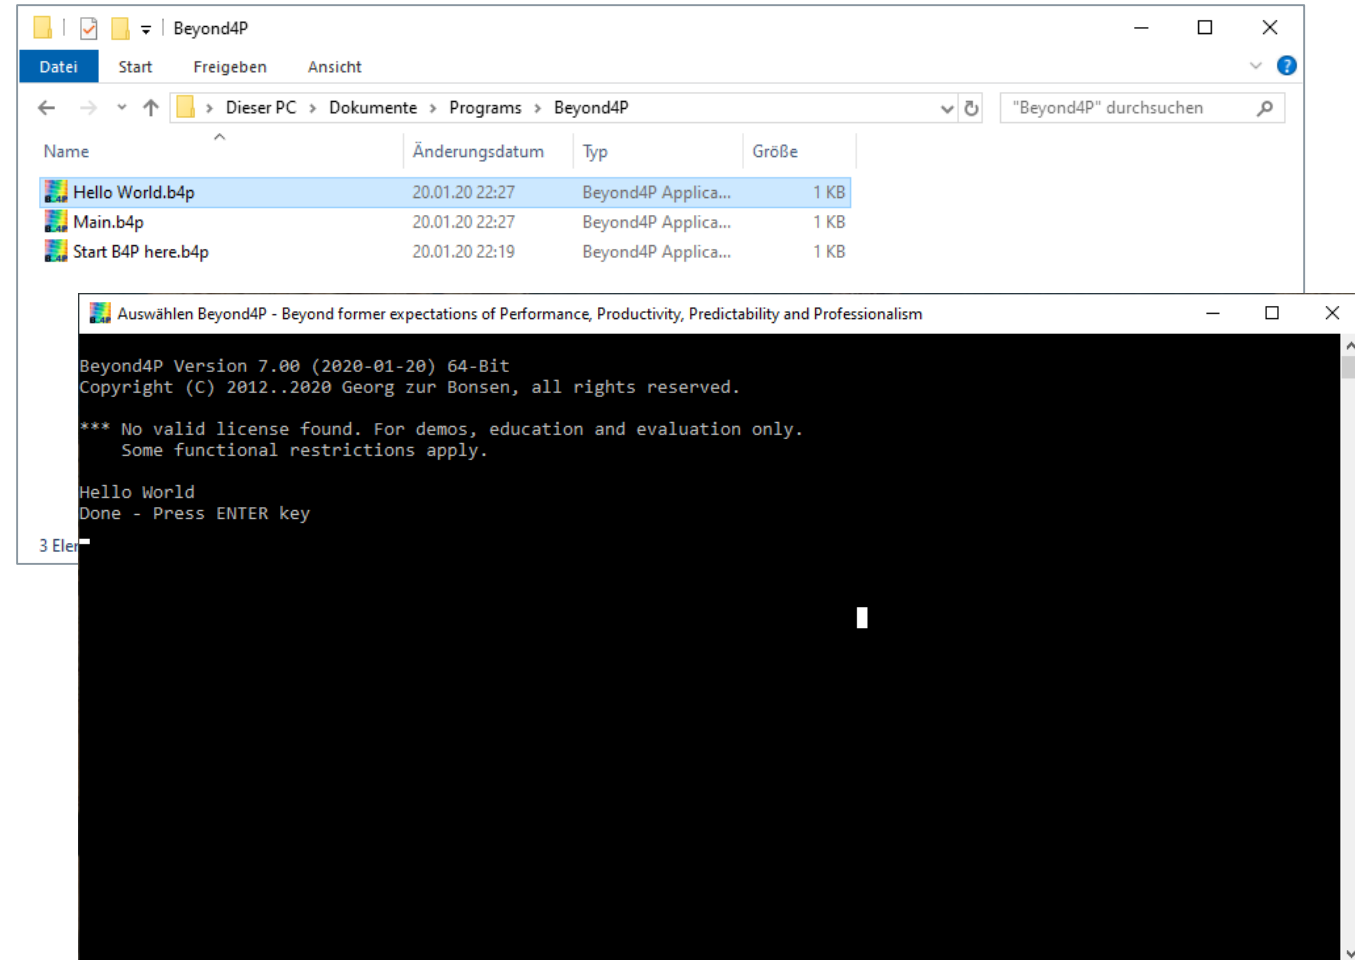 Beyond4P
Datei Start Freigeben Ansicht
Dieser PC > Dokumente > Programs > Beyond4P "Beyond4P" durchsuchen
Name Änderungsdatum Typ Größe
Hello World.b4p 20.01.20 22:27 Beyond4P Applica... 1 KB
Main.b4p 20.01.20 22:27 Beyond4P Applica... 1 KB
Start B4P here.b4p 20.01.20 22:19 Beyond4P Applica... 1 KB
Auswählen Beyond4P - Beyond former expectations of Performance, Productivity, Predictability and Professionalism
Beyond4P Version 7.00 (2020-01-20) 64-Bit
Copyright (C) 2012..2020 Georg zur Bonsen, all rights reserved.
*** No valid license found. For demos, education and evaluation only.
Some functional restrictions apply.
Hello World
Done - Press ENTER key
3 Eler